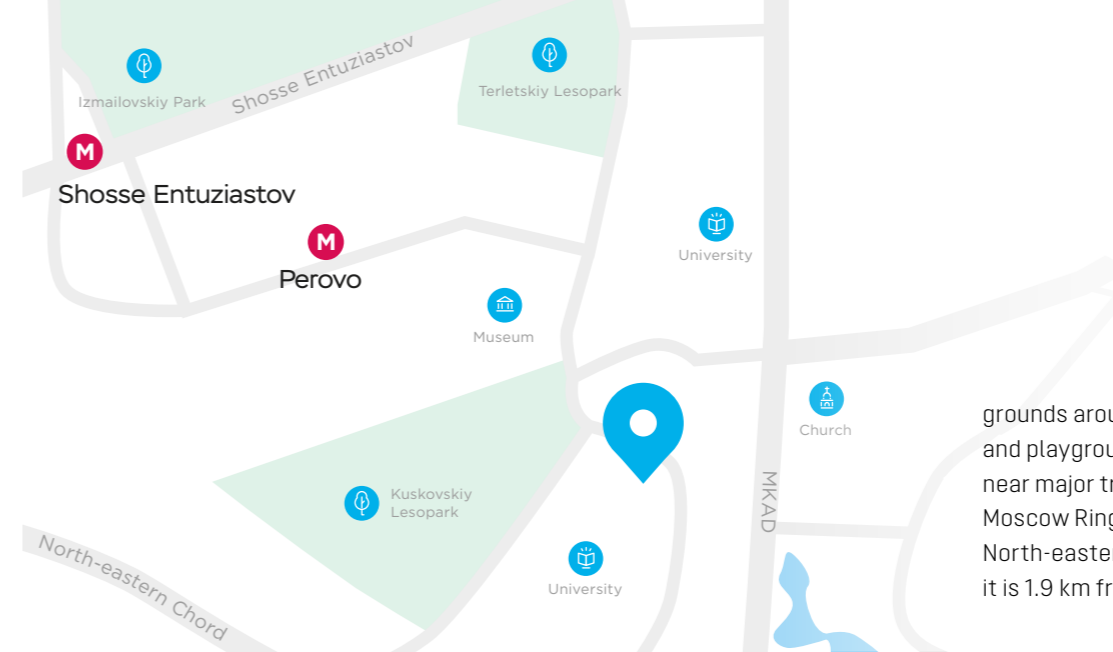 Shosse Entuziastov
Izmailovskiy Park
Terletskiy Lesopark
M
Shosse Entuziastov
M
Perovo
University
Museum
Church
Kuskovskiy
Lesopark
MKAD
University
North-eastern Chord
grounds arou
and playgrou
near major tr
Moscow Ring
North-easter
it is 1.9 km fr